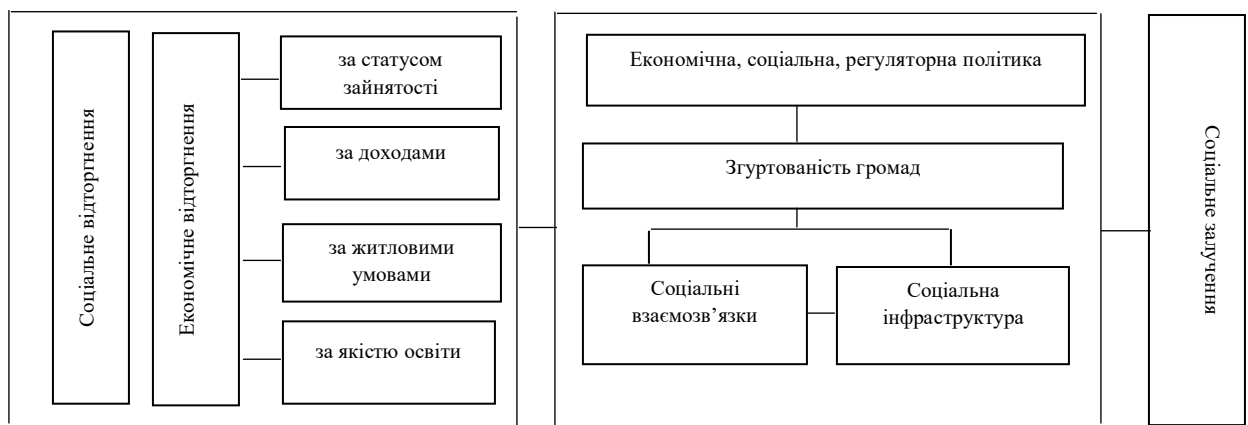 Соціальне відторгнення
Економічне відторгнення
за статусом
зайнятості
за доходами
за житловими
умовами
за якістю освіти
Економічна, соціальна, регуляторна політика
Згуртованість громад
Соціальні
взаємозв’язки
Соціальна
інфраструктура
Соціальне залучення